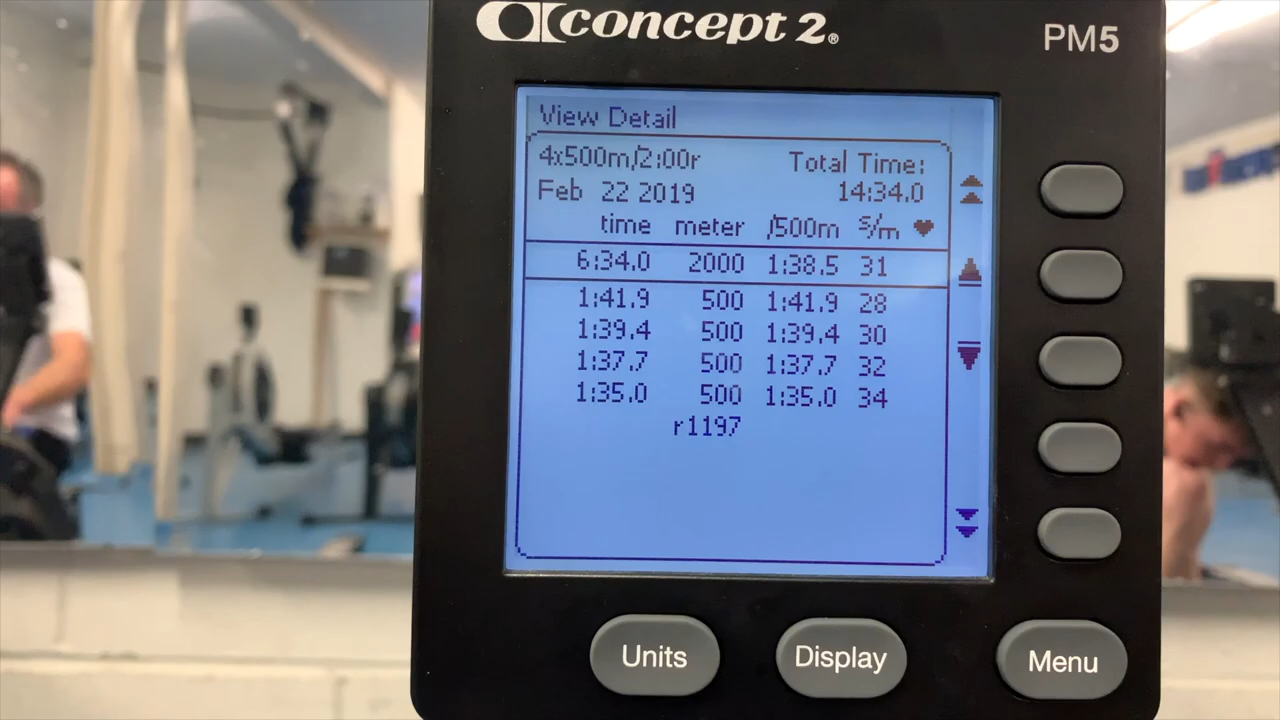 concept 2®
PM5
View Detail
4x500m/2:00r Total Time:
Feb 22 2019 14:34.0
time meter /500m s/m ♥
6:34.0 2000 1:38.5 31
1:41.9 500 1:41.9 28
1:39.4 500 1:39.4 30
1:37.7 500 1:37.7 32
1:35.0 500 1:35.0 34
r1197
Units Display Menu